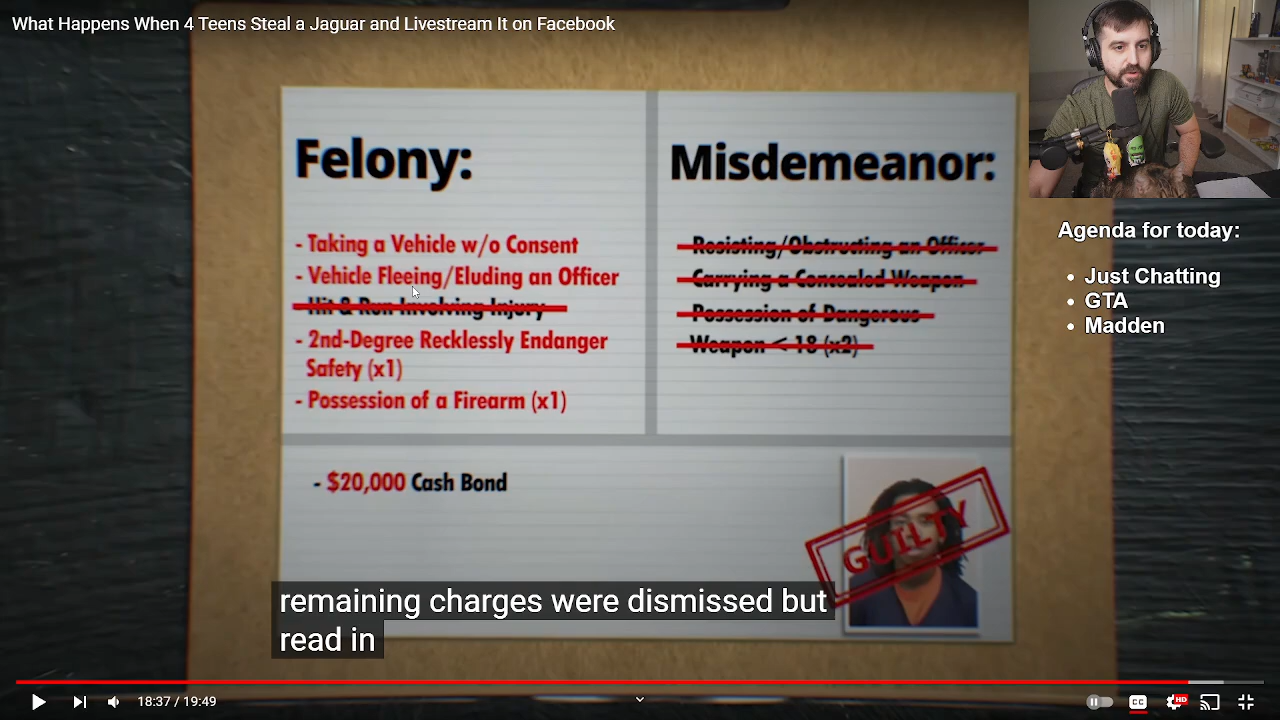 What Happens When 4 Teens Steal a Jaguar and Livestream It on Facebook
Felony:
- Taking a Vehicle w/o Consent
- Vehicle Fleeing/Eluding an Officer
- Hit & Run Involving Injury
- 2nd-Degree Recklessly Endanger
Safety (x1)
- Possession of a Firearm (x1)
Misdemeanor:
- Resisting/Obstructing an Officer
- Carrying a Concealed Weapon
- Possession of Dangerous
Weapon < 18 (x2)
- $20,000 Cash Bond
GUILTY
remaining charges were dismissed but
read in
Agenda for today:
• Just Chatting
• GTA
• Madden
18:37 / 19:49
CC
HD